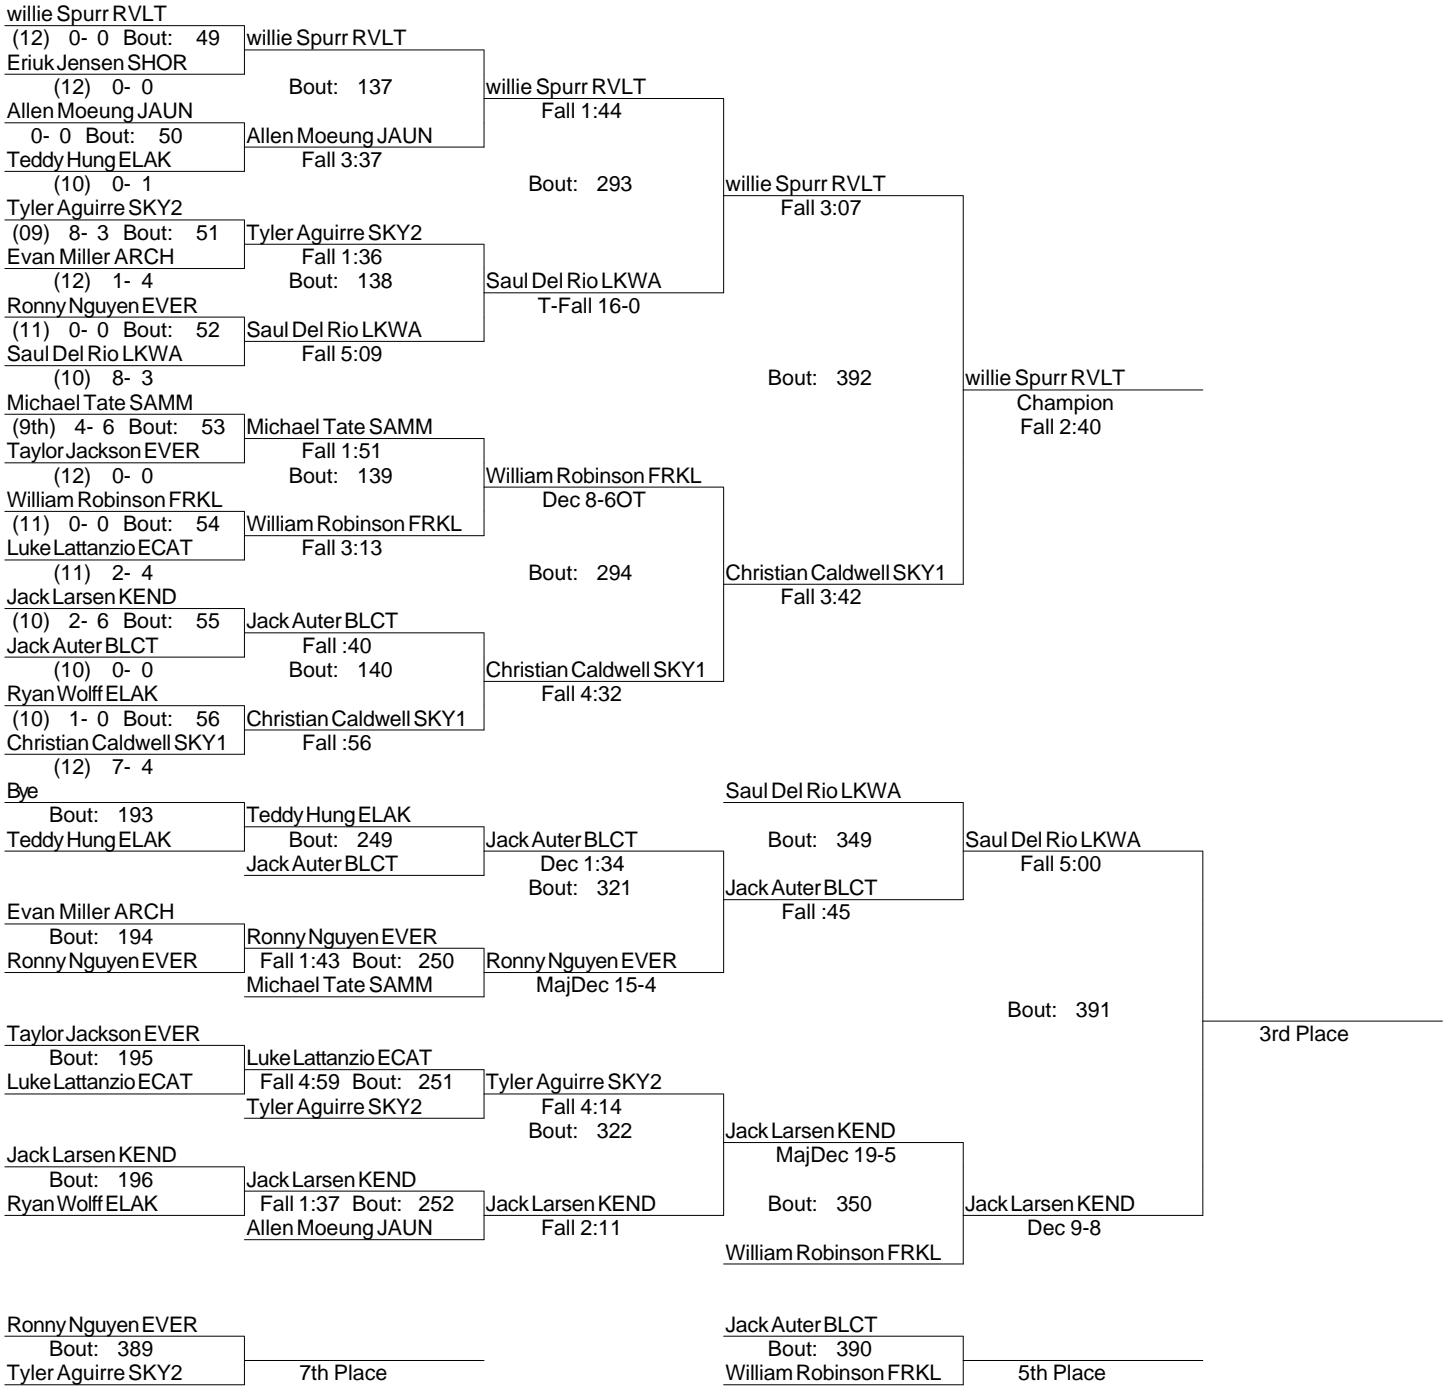 willie Spurr RVLT
(12) 0- 0 Bout: 49 willie Spurr RVLT
Eriuk Jensen SHOR
(12) 0- 0 Bout: 137 willie Spurr RVLT
Allen Moeung JAUN Fall 1:44
0- 0 Bout: 50 Allen Moeung JAUN
Teddy Hung ELAK Fall 3:37
(10) 0- 1 Bout: 293 willie Spurr RVLT
Tyler Aguirre SKY2 Fall 3:07
(09) 8- 3 Bout: 51 Tyler Aguirre SKY2
Evan Miller ARCH Fall 1:36
(12) 1- 4 Bout: 138 Saul Del Rio LKWA
Ronny Nguyen EVER T-Fall 16-0
(11) 0- 0 Bout: 52 Saul Del Rio LKWA
Saul Del Rio LKWA Fall 5:09
(10) 8- 3 Bout: 392 willie Spurr RVLT
Michael Tate SAMM Champion
(9th) 4- 6 Bout: 53 Michael Tate SAMM Fall 2:40
Taylor Jackson EVER Fall 1:51
(12) 0- 0 Bout: 139 William Robinson FRKL
William Robinson FRKL Dec 8-6OT
(11) 0- 0 Bout: 54 William Robinson FRKL
Luke Lattanzio ECAT Fall 3:13
(11) 2- 4 Bout: 294 Christian Caldwell SKY1
Jack Larsen KEND Fall 3:42
(10) 2- 6 Bout: 55 Jack Auter BLCT
Jack Auter BLCT Fall :40
(10) 0- 0 Bout: 140 Christian Caldwell SKY1
Ryan Wolff ELAK Fall 4:32
(10) 1- 0 Bout: 56 Christian Caldwell SKY1
Christian Caldwell SKY1 Fall :56
(12) 7- 4
Bye Saul Del Rio LKWA
Bout: 193 Teddy Hung ELAK
Teddy Hung ELAK Bout: 249 Jack Auter BLCT Bout: 349 Saul Del Rio LKWA
Jack Auter BLCT Dec 1:34 Fall 5:00
Bout: 321 Jack Auter BLCT
Evan Miller ARCH Fall :45
Bout: 194 Ronny Nguyen EVER
Ronny Nguyen EVER Fall 1:43 Bout: 250 Ronny Nguyen EVER
Michael Tate SAMM MajDec 15-4
Bout: 391
Taylor Jackson EVER 3rd Place
Bout: 195 Luke Lattanzio ECAT
Luke Lattanzio ECAT Fall 4:59 Bout: 251 Tyler Aguirre SKY2
Tyler Aguirre SKY2 Fall 4:14
Bout: 322 Jack Larsen KEND
Jack Larsen KEND MajDec 19-5
Bout: 196 Jack Larsen KEND
Ryan Wolff ELAK Fall 1:37 Bout: 252 Jack Larsen KEND Bout: 350 Jack Larsen KEND
Allen Moeung JAUN Fall 2:11 Dec 9-8
William Robinson FRKL
Ronny Nguyen EVER Jack Auter BLCT
Bout: 389 Bout: 390
Tyler Aguirre SKY2 7th Place William Robinson FRKL 5th Place